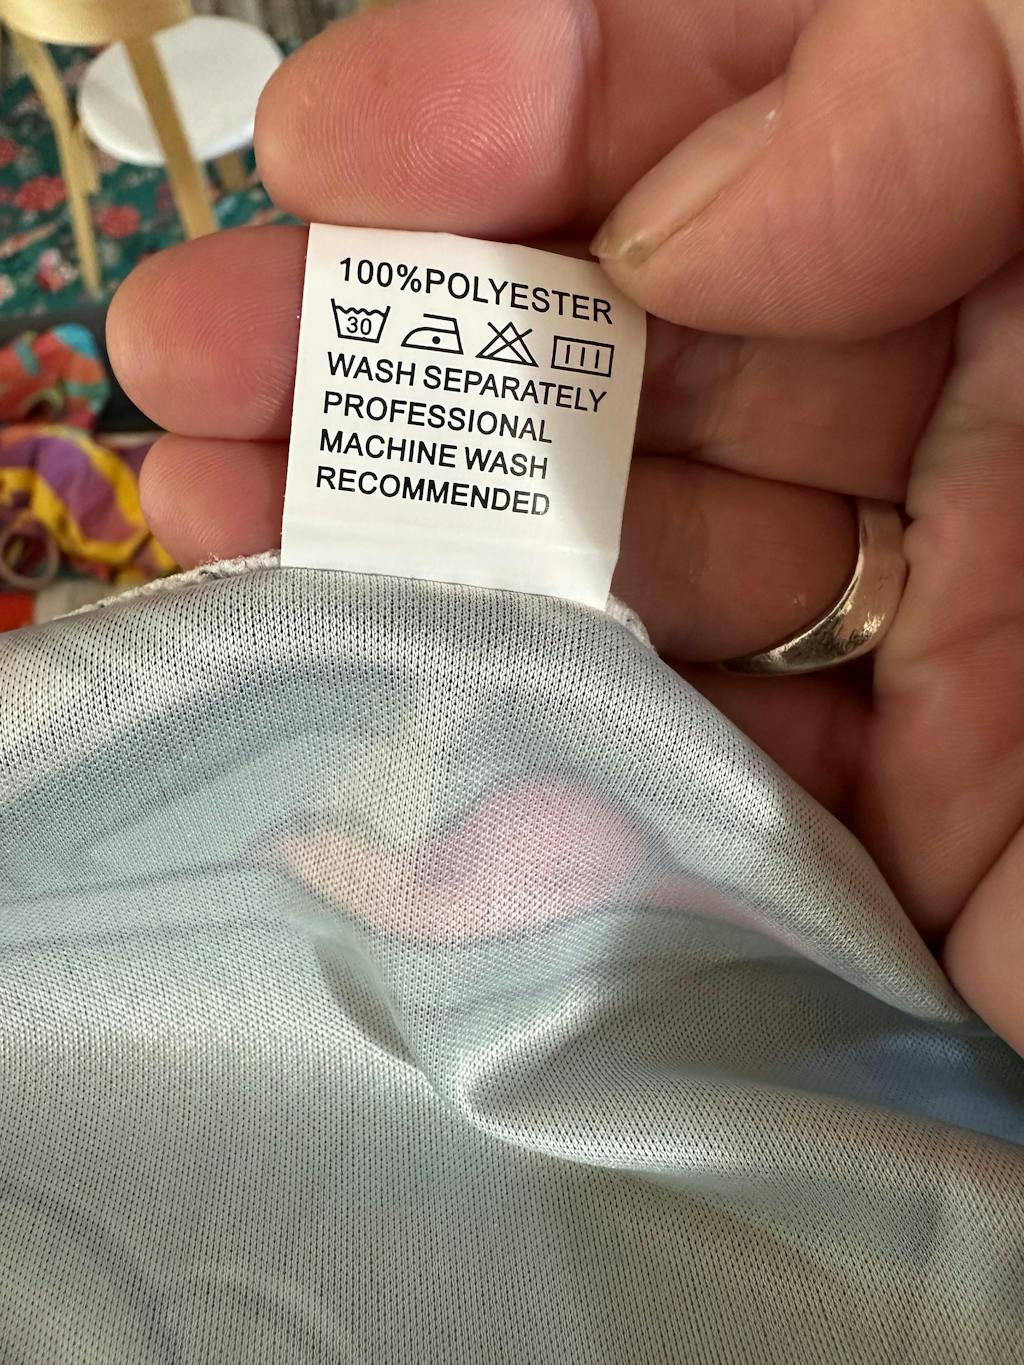 100%POLYESTER
30
WASH SEPARATELY
PROFESSIONAL
MACHINE WASH
RECOMMENDED